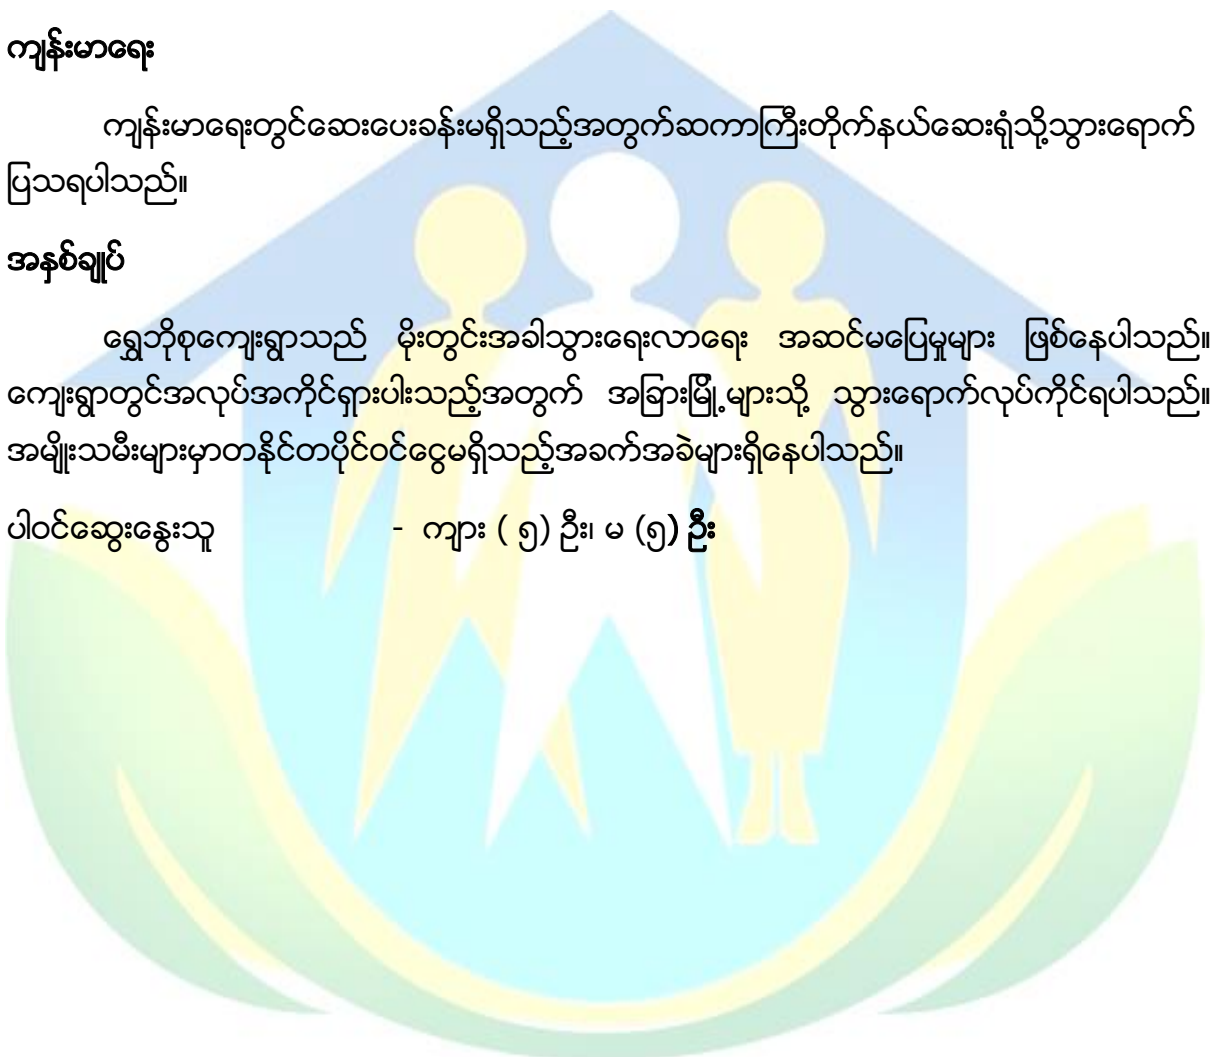 ကျန်းမာရေး
ကျန်းမာရေးတွင်ဆေးပေးခန်းမရှိသည့်အတွက်ဆကာကြီးတိုက်နယ်ဆေးရုံသို့သွားရောက်
ပြသရပါသည်။
အနှစ်ချုပ်
ရွှေဘိုစုကျေးရွာသည် မိုးတွင်းအခါသွားရေးလာရေး အဆင်မပြေမှုများ ဖြစ်နေပါသည်။
ကျေးရွာတွင်အလုပ်အကိုင်ရှားပါးသည့်အတွက် အခြားမြို့များသို့ သွားရောက်လုပ်ကိုင်ရပါသည်။
အမျိုးသမီးများမှာတနိုင်တပိုင်ဝင်ငွေမရှိသည့်အခက်အခဲများရှိနေပါသည်။
ပါဝင်ဆွေးနွေးသူ - ကျား ( ၅) ဦး၊ မ (၅) ဦး